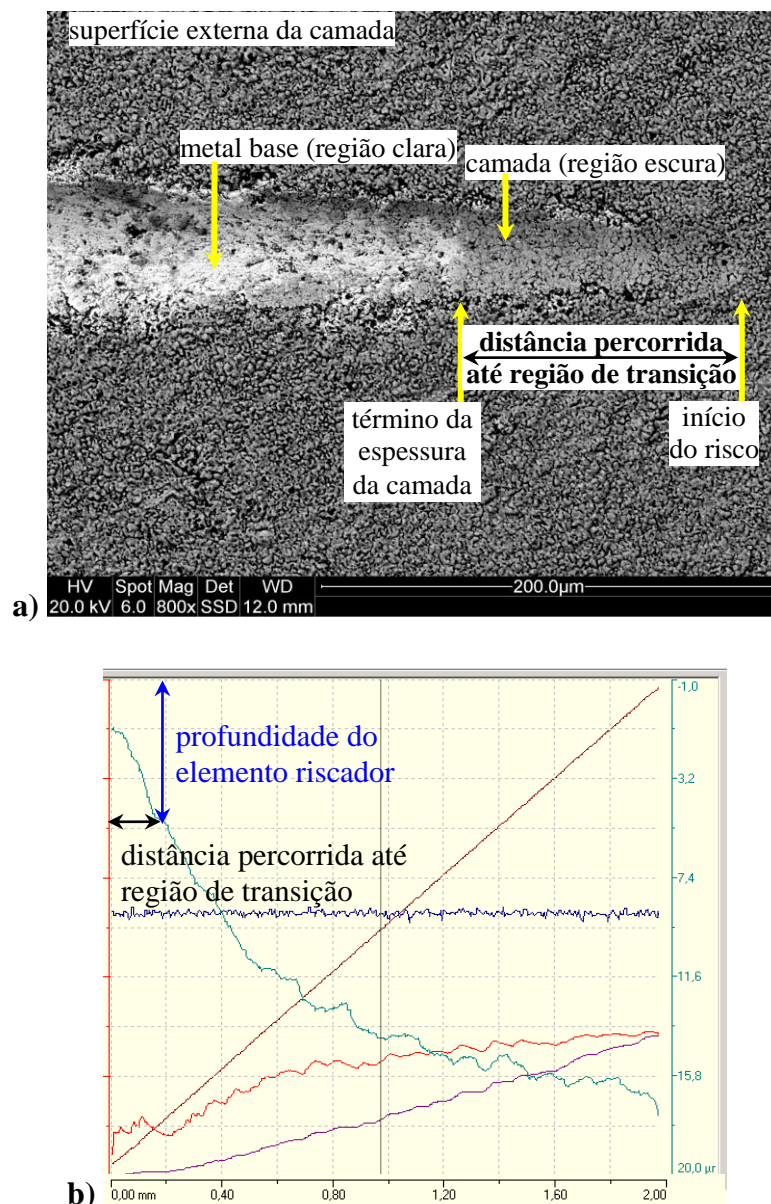 superfície externa da camada
metal base (região clara)
camada (região escura)
distância percorrida
até região de transição
término da
espessura
da camada
início
do risco
HV Spot Mag Det WD
200.0µm
20.0 kV 6.0 800x SSD 12.0 mm
a)
-1,0
profundidade do
elemento riscador
3,2
distância percorrida até
região de transição
7,4
11,6
15,8
20,0 µr
b)
0,00 mm 0,40 0,80 1,20 1,60 2,00